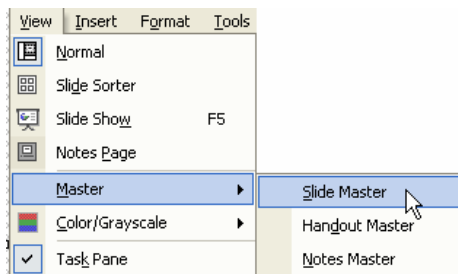 View Insert Format Tools
Normal
Slide Sorter
Slide Show F5
Notes Page
Master
Slide Master
Color/Grayscale
Handout Master
Task Pane
Notes Master